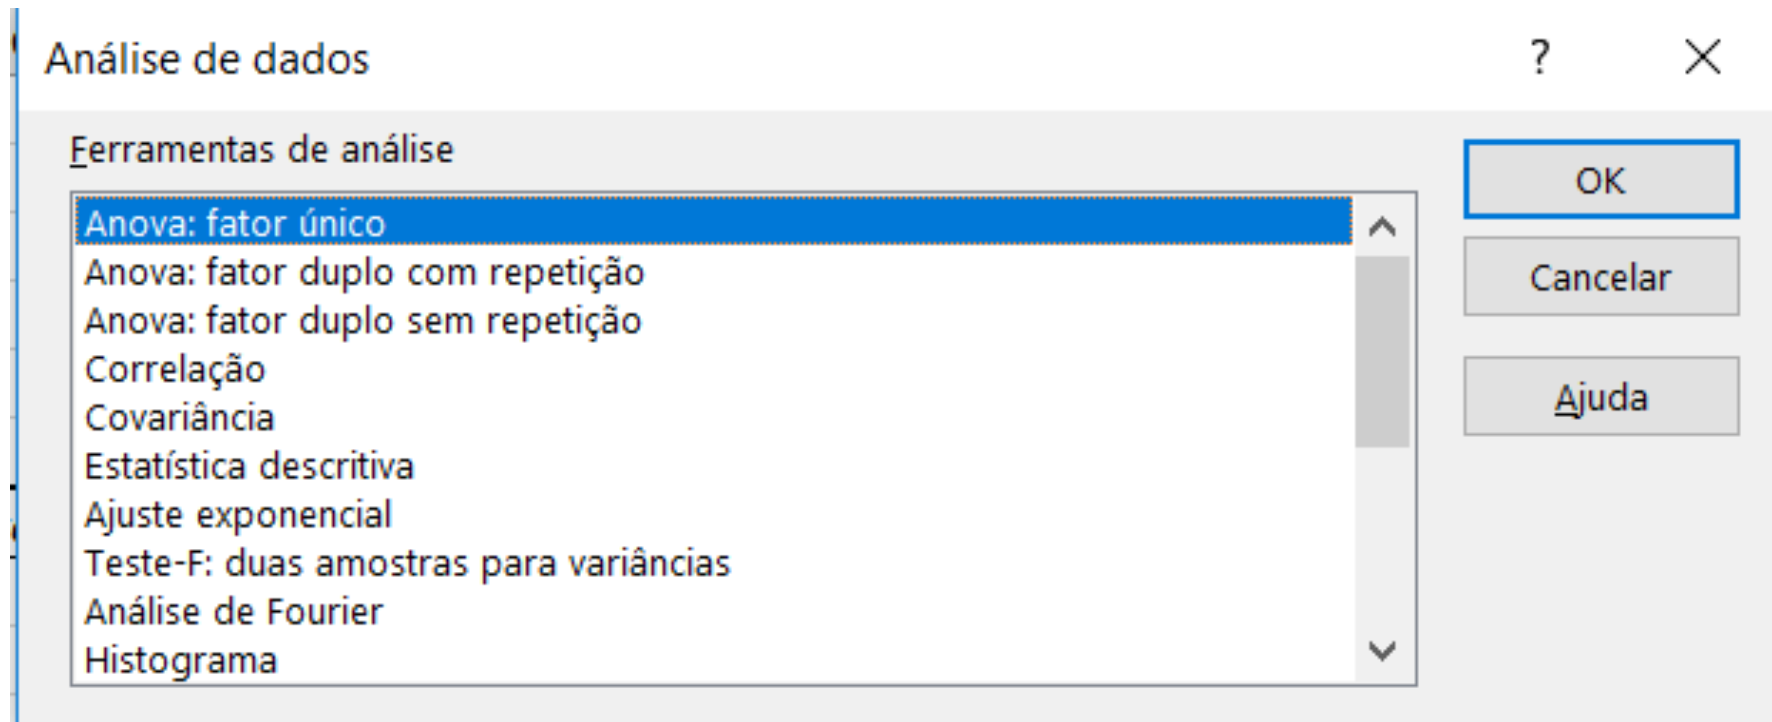 Análise de dados
?
Ferramentas de análise
OK
Anova: fator único
Anova: fator duplo com repetição
Cancelar
Anova: fator duplo sem repetição
Correlação
Ajuda
Covariância
Estatística descritiva
Ajuste exponencial
Teste-F: duas amostras para variâncias
Análise de Fourier
Histograma